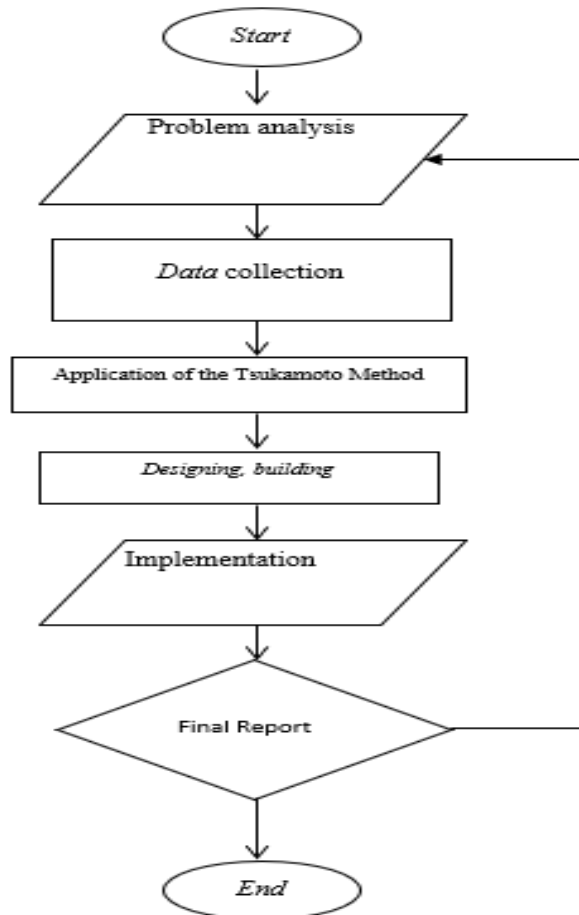 Start
Problem analysis
Data collection
Application of the Tsukamoto Method
Designing, building
Implementation
Final Report
End